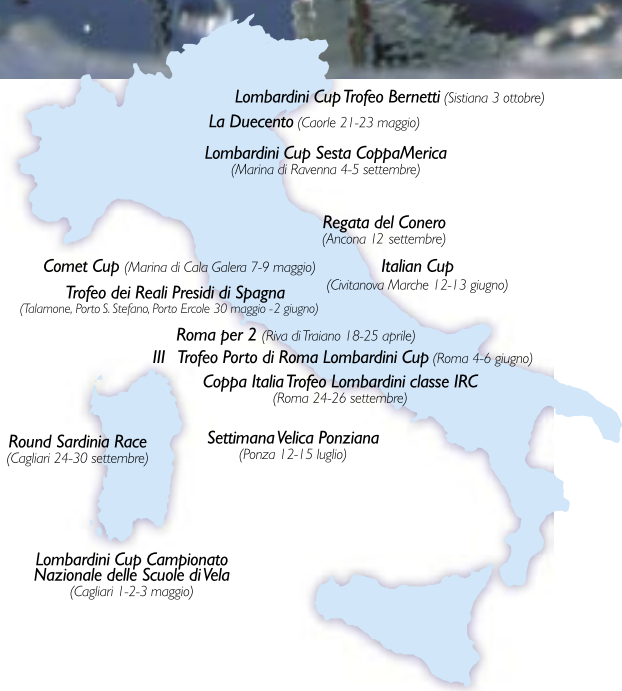 Lombardini Cup Trofeo Bernetti (Sistiana 3 ottobre)
La Duecento (Caorle 21-23 maggio)
Lombardini Cup Sesta CoppaMerica
(Marina di Ravenna 4-5 settembre)
Regata del Conero
(Ancona 12 settembre)
Comet Cup (Marina di Cala Galera 7-9 maggio)
Italian Cup
(Civitanova Marche 12-13 giugno)
Trofeo dei Reali Presidi di Spagna
(Talamone, Porto S. Stefano, Porto Ercole 30 maggio -2 giugno)
Roma per 2 (Riva di Traiano 18-25 aprile)
III Trofeo Porto di Roma Lombardini Cup (Roma 4-6 giugno)
Coppa Italia Trofeo Lombardini classe IRC
(Roma 24-26 settembre)
Round Sardinia Race
(Cagliari 24-30 settembre)
Settimana Velica Ponziana
(Ponza 12-15 luglio)
Lombardini Cup Campionato
Nazionale delle Scuole di Vela
(Cagliari 1-2-3 maggio)